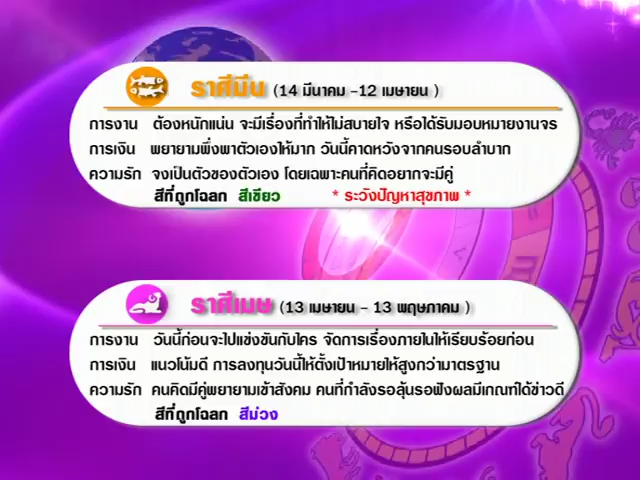 ราศีมีน (14 มีนาคม -12 เมษายน )
การงาน ต้องหนักแน่น จะมีเรื่องที่ทำให้ไม่สบายใจ หรือได้รับมอบหมายงานจร
การเงิน พยายามพึ่งพาตัวเองให้มาก วันนี้คาดหวังจากคนรอบลำบาก
ความรัก จงเป็นตัวของตัวเอง โดยเฉพาะคนที่คิดอยากจะมีคู่
สีที่ถูกโฉลก สีเขียว * ระวังปัญหาสุขภาพ *
ราศีเมษ (13 เมษายน - 13 พฤษภาคม )
การงาน วันนี้ก่อนจะไปแข่งขันกับใคร จัดการเรื่องภายในให้เรียบร้อยก่อน
การเงิน แนวโน้มดี การลงทุนวันนี้ให้ตั้งเป้าหมายให้สูงกว่ามาตรฐาน
ความรัก คนคิดมีคู่พยายามเข้าสังคม คนที่กำลังรอลุ้นรอฟังผลมีเกณฑ์ได้ข่าวดี
สีที่ถูกโฉลก สีม่วง